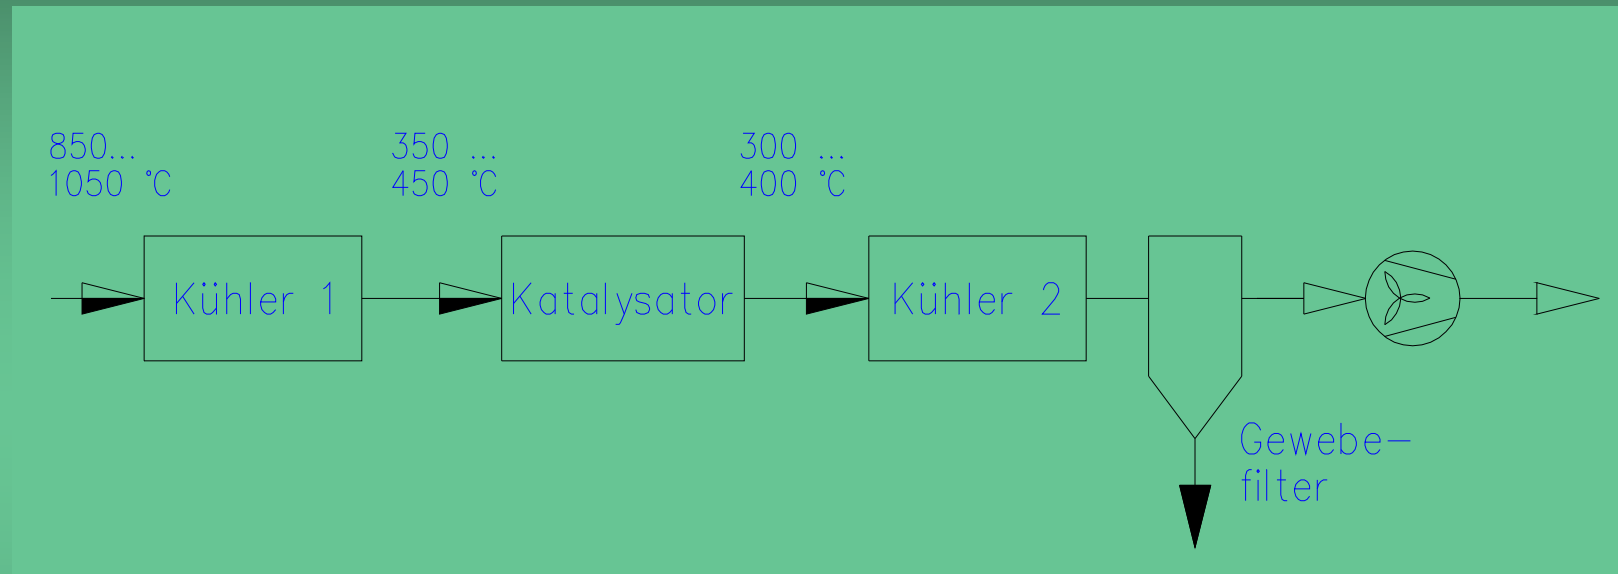 850...
1050 °C
350 ...
450 °C
300 ...
400 °C
Kühler 1
Katalysator
Kühler 2
Gewebe-
filter